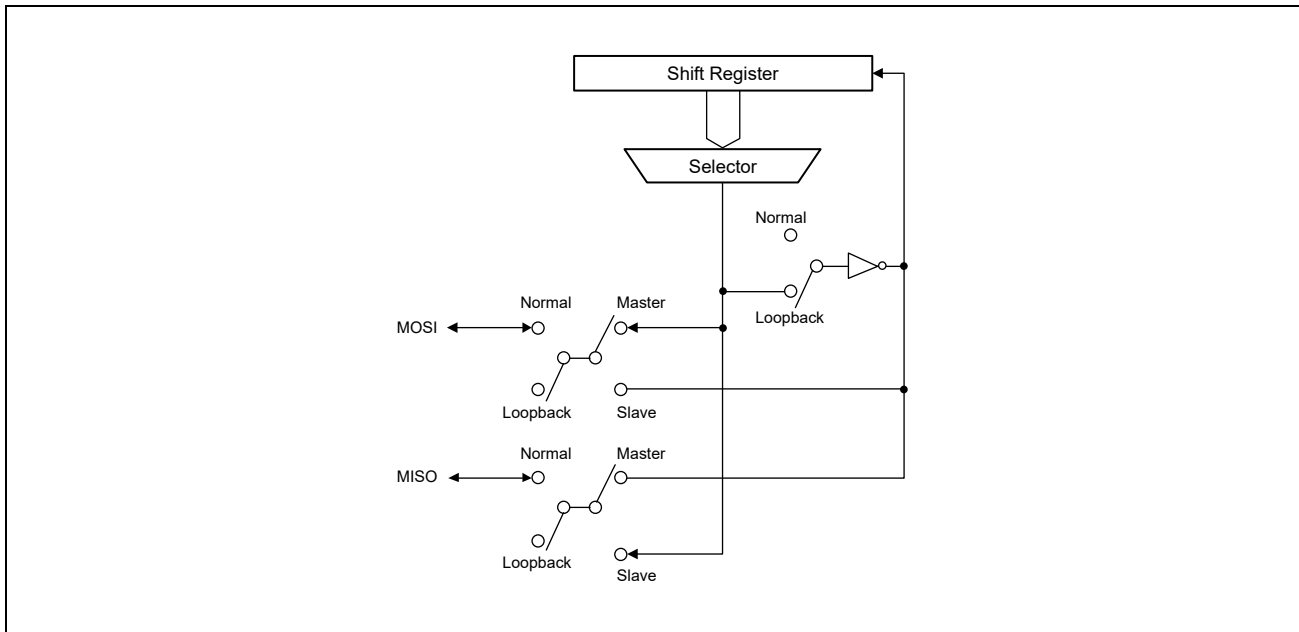 Shift Register
Selector
Normal
Loopback
Normal Master
MOSI
Loopback Slave
Normal Master
MISO
Loopback Slave